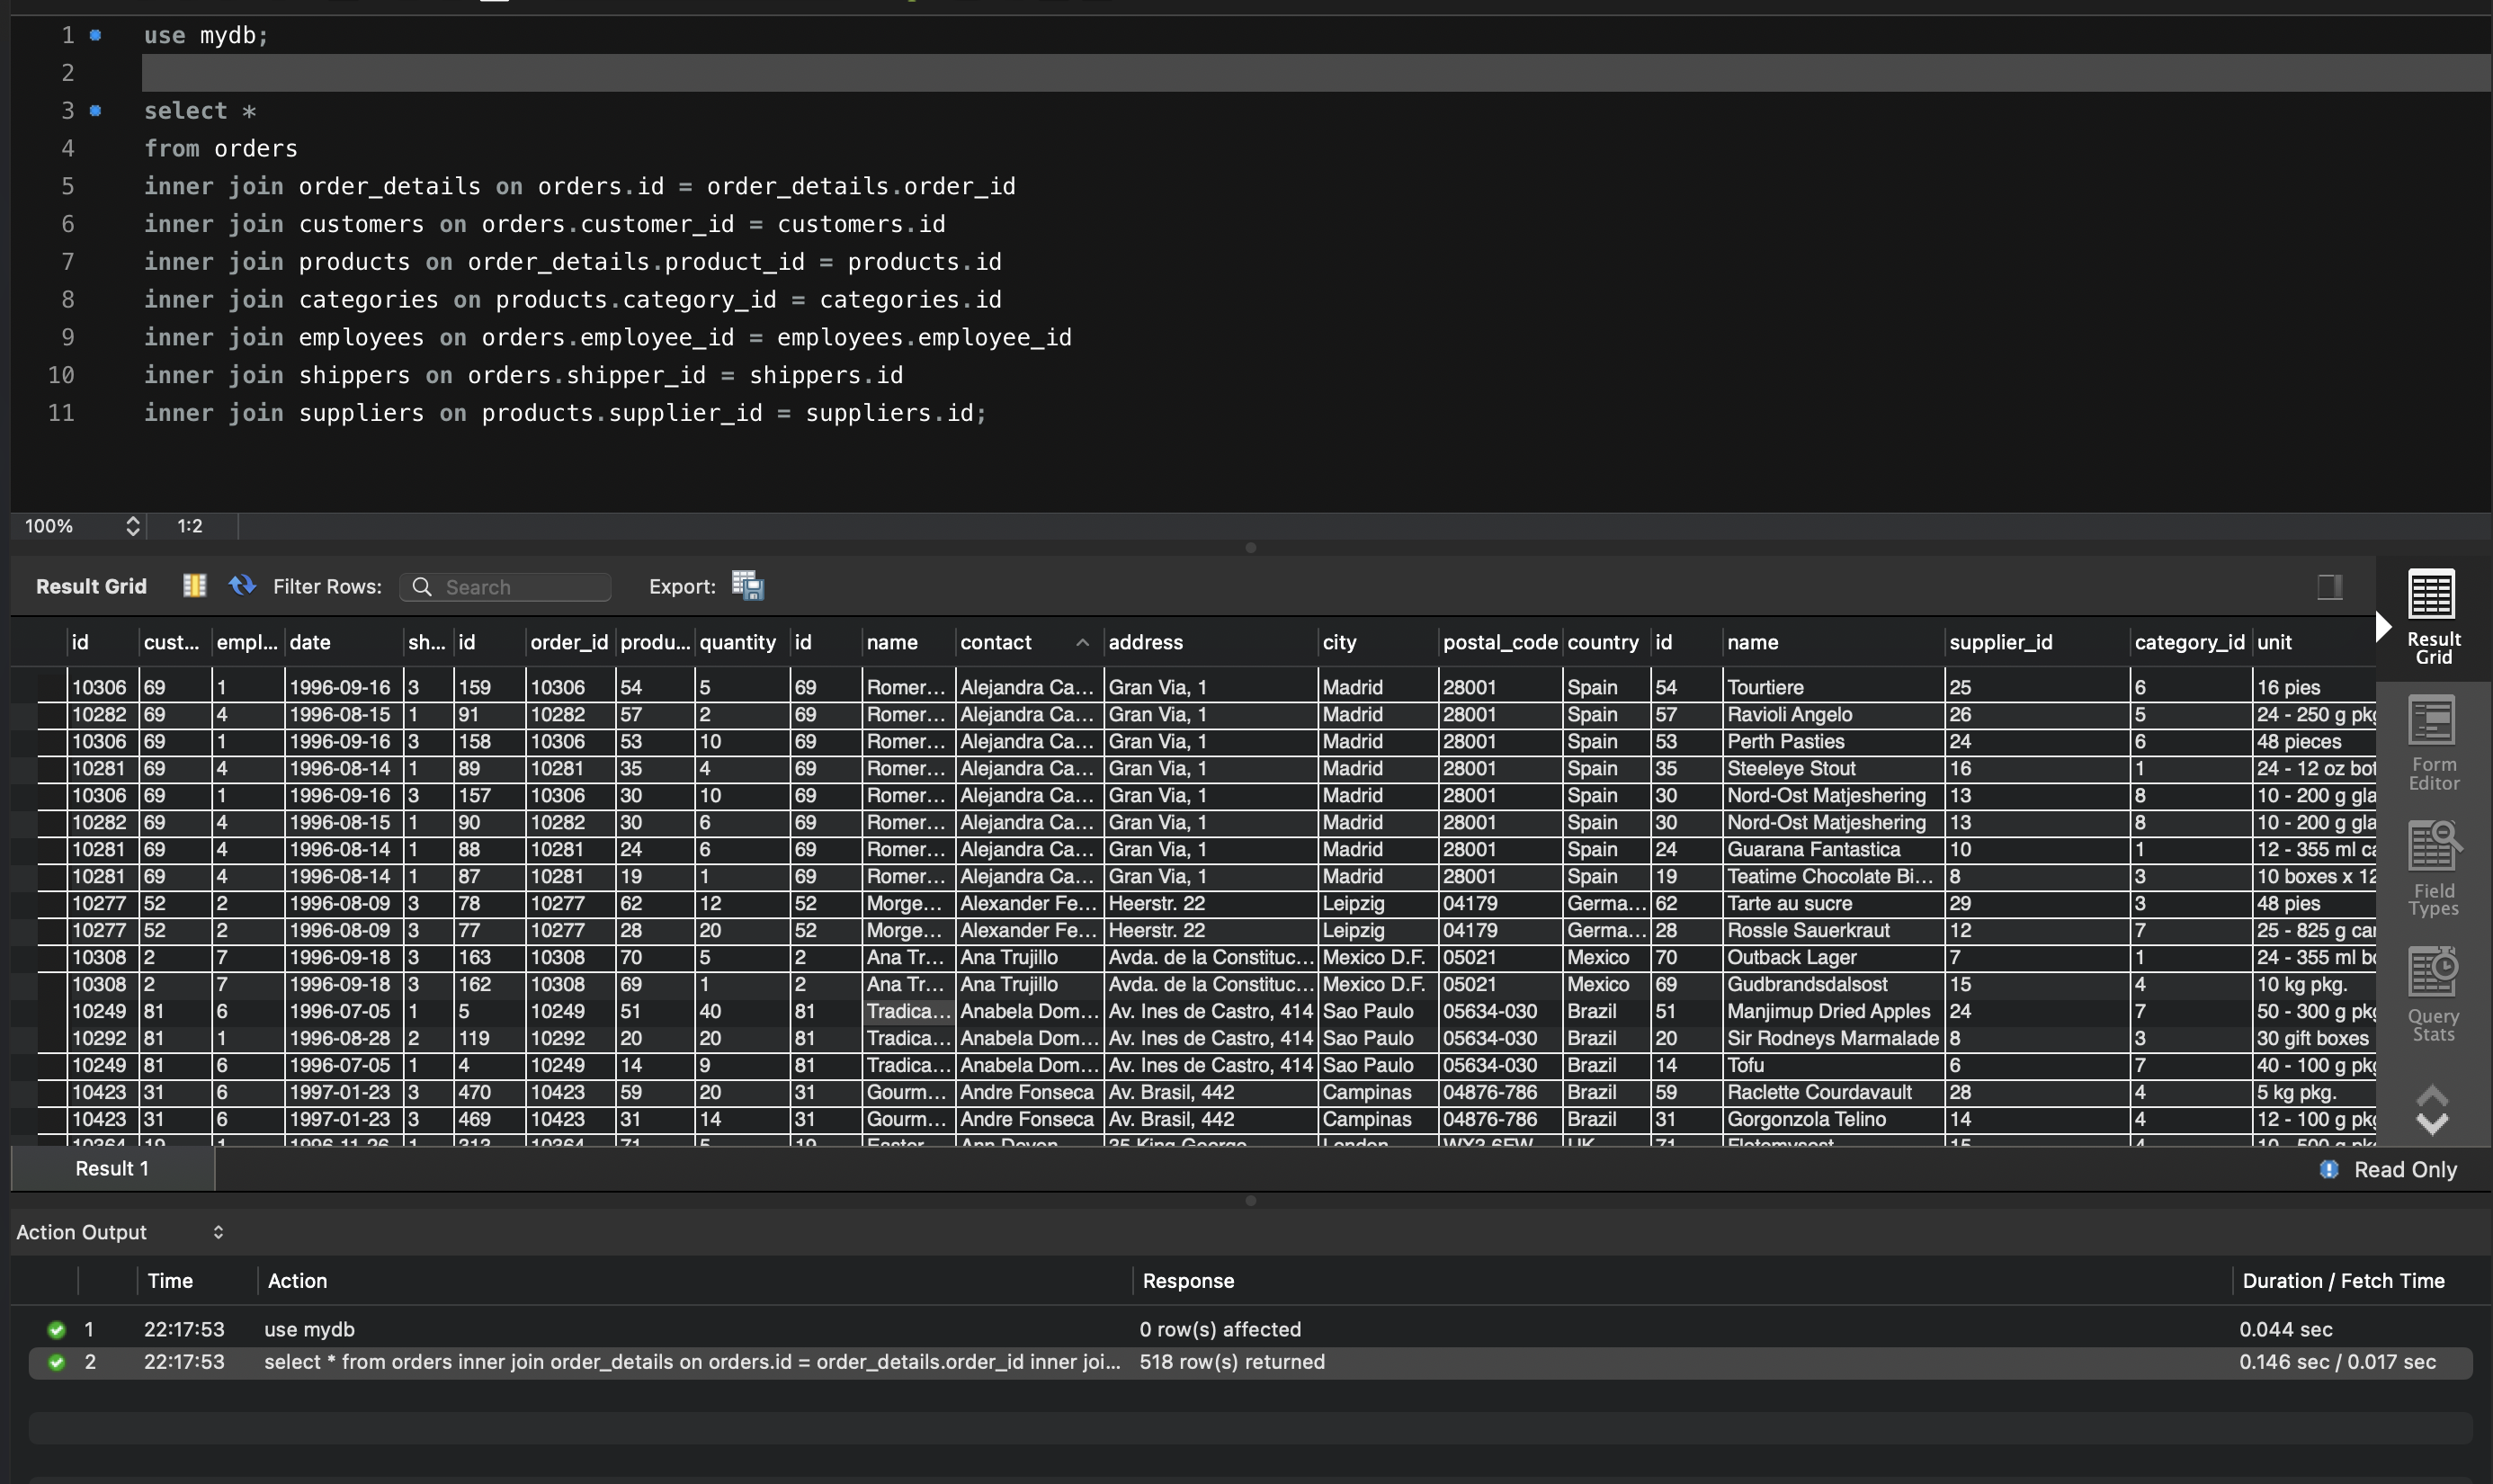 1 use mydb;
2
3 select *
4 from orders
5 inner join order_details on orders.id = order_details.order_id
6 inner join customers on orders.customer_id = customers.id
7 inner join products on order_details.product_id = products.id
8 inner join categories on products.category_id = categories.id
9 inner join employees on orders.employee_id = employees.employee_id
10 inner join shippers on orders.shipper_id = shippers.id
11 inner join suppliers on products.supplier_id = suppliers.id;
100% 1:2
Result Grid Filter Rows: Search Export:
id cust... empl... date sh... id order_id produ... quantity id name contact address city postal_code country id name supplier_id category_id unit
10306 69 1 1996-09-16 3 159 10306 54 5 69 Romer... Alejandra Ca... Gran Via, 1 Madrid 28001 Spain 54 Tourtiere 25 6 16 pies
10282 69 4 1996-08-15 1 91 10282 57 2 69 Romer... Alejandra Ca... Gran Via, 1 Madrid 28001 Spain 57 Ravioli Angelo 26 5 24 - 250 g pkg
10306 69 1 1996-09-16 3 158 10306 53 10 69 Romer... Alejandra Ca... Gran Via, 1 Madrid 28001 Spain 53 Perth Pasties 24 6 48 pieces
10281 69 4 1996-08-14 1 89 10281 35 4 69 Romer... Alejandra Ca... Gran Via, 1 Madrid 28001 Spain 35 Steeleye Stout 16 1 24 - 12 oz bot
10306 69 1 1996-09-16 3 157 10306 30 10 69 Romer... Alejandra Ca... Gran Via, 1 Madrid 28001 Spain 30 Nord-Ost Matjeshering 13 8 10 - 200 g gla
10282 69 4 1996-08-15 1 90 10282 30 6 69 Romer... Alejandra Ca... Gran Via, 1 Madrid 28001 Spain 30 Nord-Ost Matjeshering 13 8 10 - 200 g gla
10281 69 4 1996-08-14 1 88 10281 24 6 69 Romer... Alejandra Ca... Gran Via, 1 Madrid 28001 Spain 24 Guarana Fantastica 10 1 12 - 355 ml ca
10281 69 4 1996-08-14 1 87 10281 19 1 69 Romer... Alejandra Ca... Gran Via, 1 Madrid 28001 Spain 19 Teatime Chocolate Bi... 8 3 10 boxes x 12
10277 52 2 1996-08-09 3 78 10277 62 12 52 Morge... Alexander Fe... Heerstr. 22 Leipzig 04179 Germa... 62 Tarte au sucre 29 3 48 pies
10277 52 2 1996-08-09 3 77 10277 28 20 52 Morge... Alexander Fe... Heerstr. 22 Leipzig 04179 Germa... 28 Rossle Sauerkraut 12 7 25 - 825 g can
10308 2 7 1996-09-18 3 163 10308 70 5 2 Ana Tr... Ana Trujillo Avda. de la Constituc... Mexico D.F. 05021 Mexico 70 Outback Lager 7 1 24 - 355 ml bo
10308 2 7 1996-09-18 3 162 10308 69 1 2 Ana Tr... Ana Trujillo Avda. de la Constituc... Mexico D.F. 05021 Mexico 69 Gudbrandsdalsost 15 4 10 kg pkg.
10249 81 6 1996-07-05 1 5 10249 51 40 81 Tradica... Anabela Dom... Av. Ines de Castro, 414 Sao Paulo 05634-030 Brazil 51 Manjimup Dried Apples 24 7 50 - 300 g pkg
10292 81 1 1996-08-28 2 119 10292 20 20 81 Tradica... Anabela Dom... Av. Ines de Castro, 414 Sao Paulo 05634-030 Brazil 20 Sir Rodneys Marmalade 8 3 30 gift boxes
10249 81 6 1996-07-05 1 4 10249 14 9 81 Tradica... Anabela Dom... Av. Ines de Castro, 414 Sao Paulo 05634-030 Brazil 14 Tofu 6 7 40 - 100 g pkg
10423 31 6 1997-01-23 3 470 10423 59 20 31 Gourm... Andre Fonseca Av. Brasil, 442 Campinas 04876-786 Brazil 59 Raclette Courdavault 28 4 5 kg pkg.
10423 31 6 1997-01-23 3 469 10423 31 14 31 Gourm... Andre Fonseca Av. Brasil, 442 Campinas 04876-786 Brazil 31 Gorgonzola Telino 14 4 12 - 100 g pkg
Result
Grid
Form
Editor
Field
Types
Query
Stats
Result 1 Read Only
Action Output
Time Action Response Duration / Fetch Time
1 22:17:53 use mydb 0 row(s) affected 0.044 sec
2 22:17:53 select * from orders inner join order_details on orders.id = order_details.order_id inner joi... 518 row(s) returned 0.146 sec / 0.017 sec